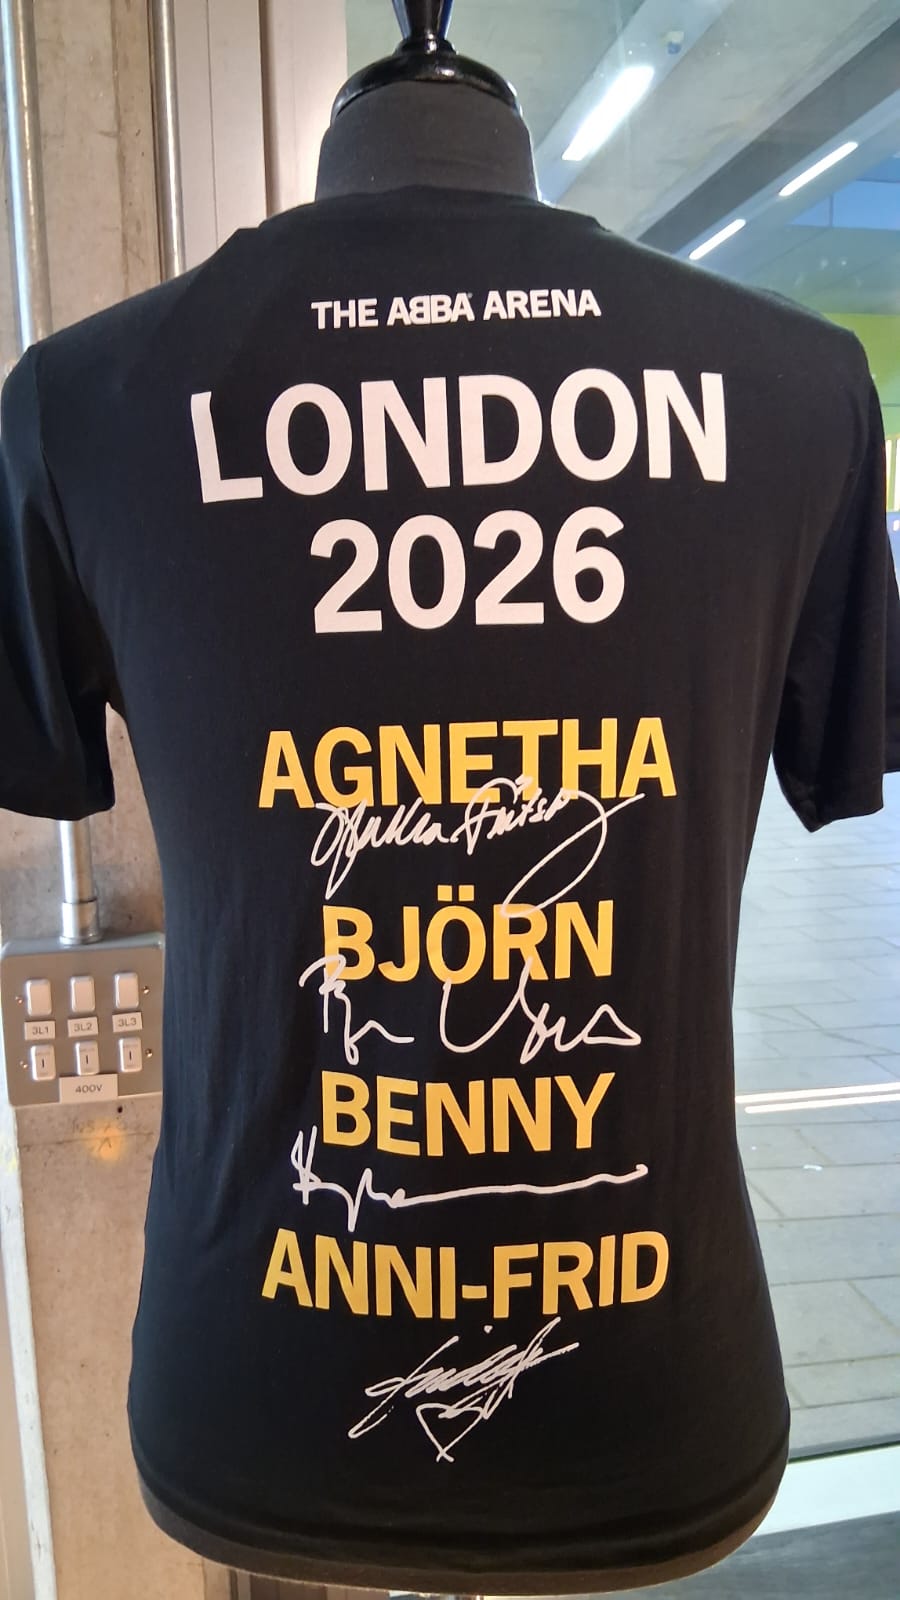 THE ABBA ARENA
LONDON
2026
AGNETHA
BJÖRN
BENNY
ANNI-FRID
3L1
3L2
3L3
400V